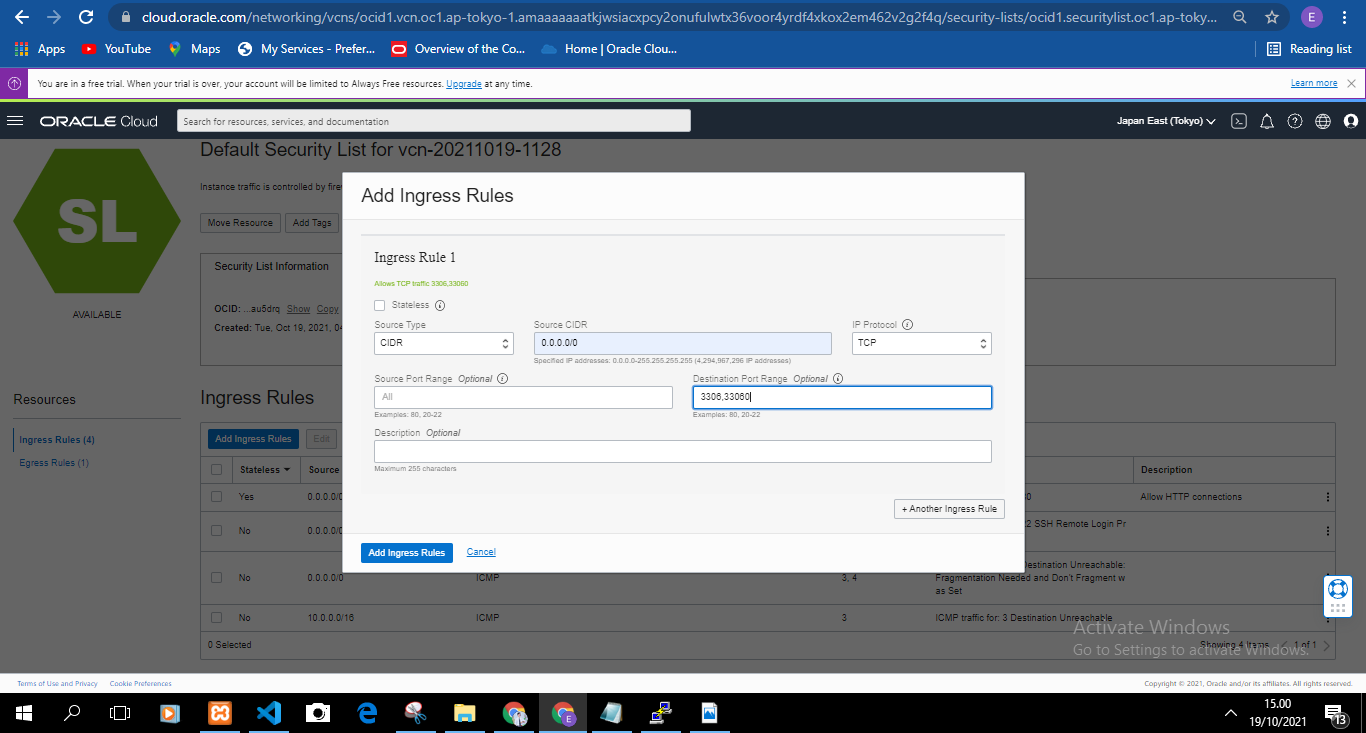 cloud.oracle.com/networking/vcns/ocid1.vcn.oc1.ap-tokyo-1.amaaaaaaatkjwsiacxpcy2onufulwtx36voor4yrdf4xkox2em462v2g2f4q/security-lists/ocid1.securitylist.oc1.ap-toky...
E
Apps YouTube Maps My Services - Prefer... Overview of the Co... Home | Oracle Clou... Reading list
You are in a free trial. When your trial is over, your account will be limited to Always Free resources. Upgrade at any time. Learn more
ORACLE Cloud Search for resources, services, and documentation Japan East (Tokyo)
Default Security List for vcn-20211019-1128
SL
AVAILABLE
Instance traffic is controlled by fire
Move Resource Add Tags
Security List Information
OCID: ...au5drq Show Copy
Created: Tue, Oct 19, 2021, 04
Resources
Ingress Rules (4)
Egress Rules (1)
Add Ingress Rules
Ingress Rule 1
Allows TCP traffic 3306,33060
Stateless
Source Type Source CIDR IP Protocol
CIDR 0.0.0.0/0 TCP
Specified IP addresses: 0.0.0.0-255.255.255.255 (4,294,967,296 IP addresses)
Source Port Range Optional Destination Port Range Optional
All 3306,33060
Examples: 80, 20-22 Examples: 80, 20-22
Description Optional
Maximum 255 characters
+ Another Ingress Rule
Add Ingress Rules Cancel
Ingress Rules
Add Ingress Rules Edit
Stateless Source Description
Yes 0.0.0.0/0 0 Allow HTTP connections
No 0.0.0.0/0 22 SSH Remote Login Pr
No 0.0.0.0/0 ICMP 3, 4 Destination Unreachable:
Fragmentation Needed and Don't Fragment w
as Set
No 10.0.0.0/16 ICMP 3 ICMP traffic for: 3 Destination Unreachable
0 Selected Showing 4 Items 1 of 1
Activate Windows
Go to Settings to activate Windows.
Terms of Use and Privacy Cookie Preferences Copyright © 2021, Oracle and/or its affiliates. All rights reserved.
E
15.00
19/10/2021
13